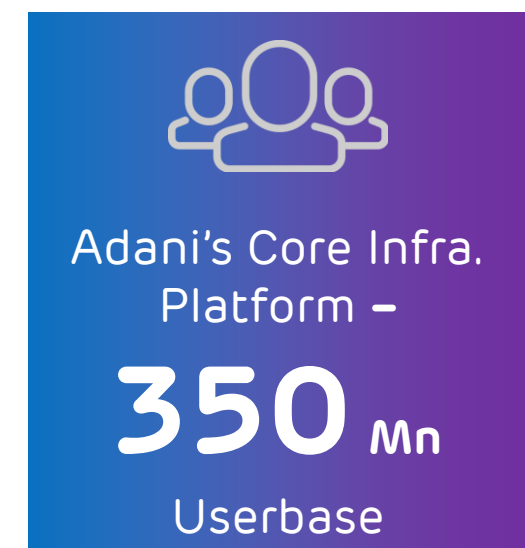 Adani’s Core Infra.
Platform –
350 Mn
Userbase